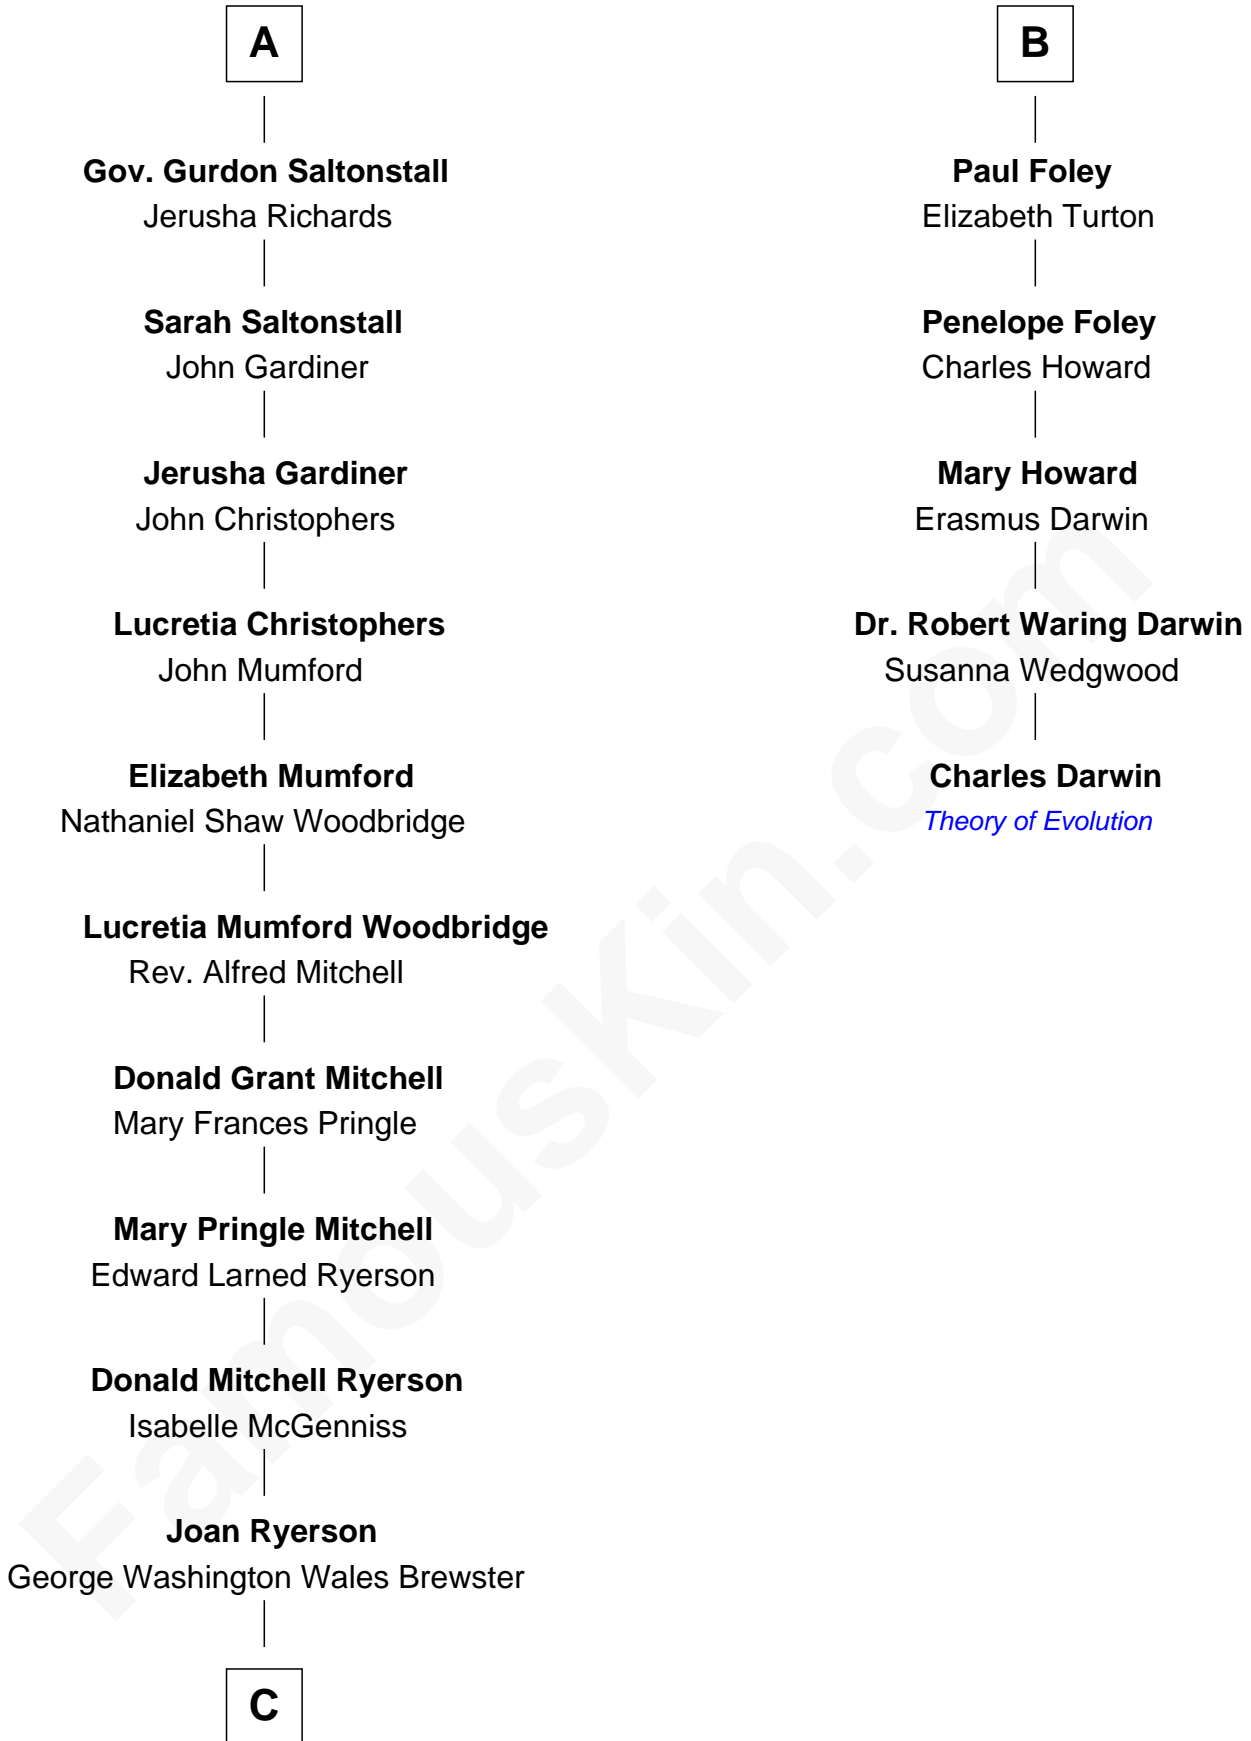 A
Gov. Gurdon Saltonstall
Jerusha Richards
Sarah Saltonstall
John Gardiner
Jerusha Gardiner
John Christophers
Lucretia Christophers
John Mumford
Elizabeth Mumford
Nathaniel Shaw Woodbridge
Lucretia Mumford Woodbridge
Rev. Alfred Mitchell
Donald Grant Mitchell
Mary Frances Pringle
Mary Pringle Mitchell
Edward Larned Ryerson
Donald Mitchell Ryerson
Isabelle McGenniss
Joan Ryerson
George Washington Wales Brewster
C
B
Paul Foley
Elizabeth Turton
Penelope Foley
Charles Howard
Mary Howard
Erasmus Darwin
Dr. Robert Waring Darwin
Susanna Wedgwood
Charles Darwin
Theory of Evolution
FamousKin.com